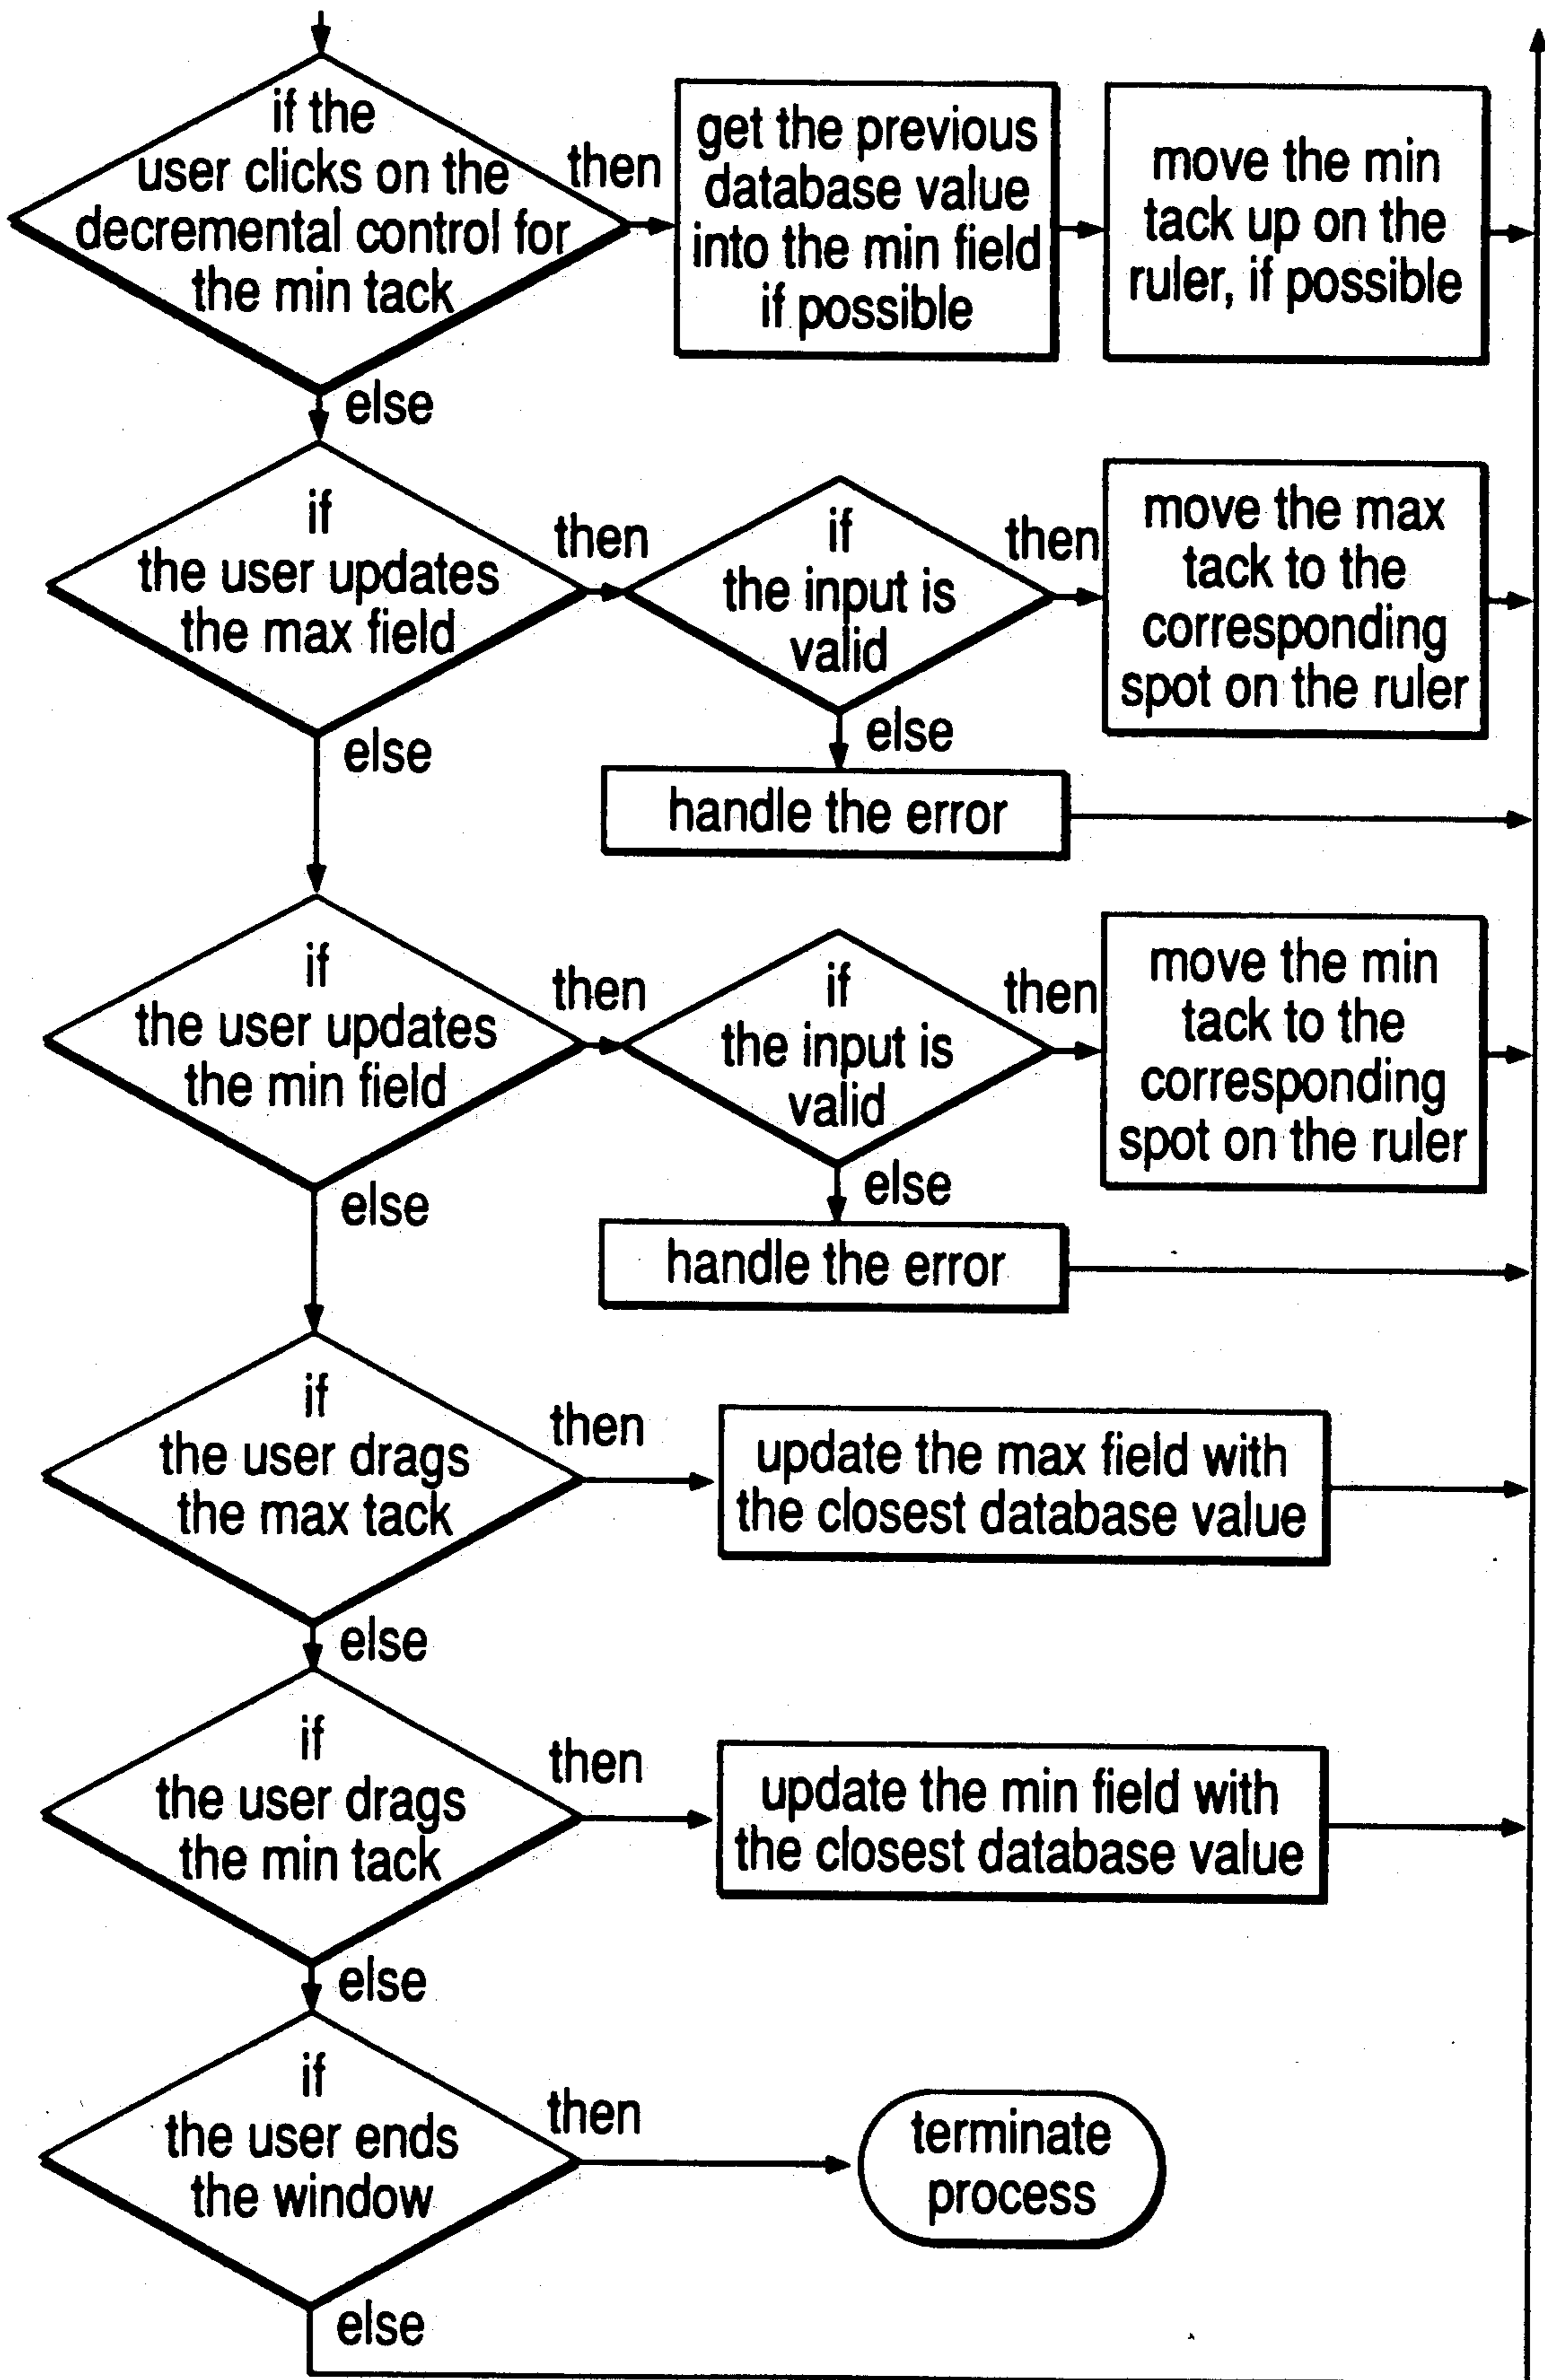 if the
user clicks on the
decremental control for
the min tack
then
get the previous
database value
into the min field
if possible
move the min
tack up on the
ruler, if possible
else
if
the user updates
the max field
then
if
the input is
valid
then
move the max
tack to the
corresponding
spot on the ruler
else
handle the error
else
if
the user updates
the min field
then
if
the input is
valid
then
move the min
tack to the
corresponding
spot on the ruler
else
handle the error
else
if
the user drags
the max tack
then
update the max field with
the closest database value
else
if
the user drags
the min tack
then
update the min field with
the closest database value
else
if
the user ends
the window
then
terminate
process
else